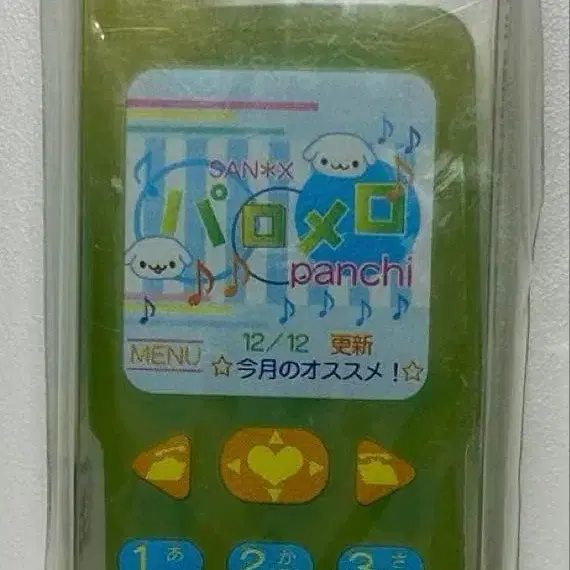 SAN*X
パロメロ
panchi
12/12 更新
MENU
☆今月のオススメ!☆
1 あ 2 か 3 さ